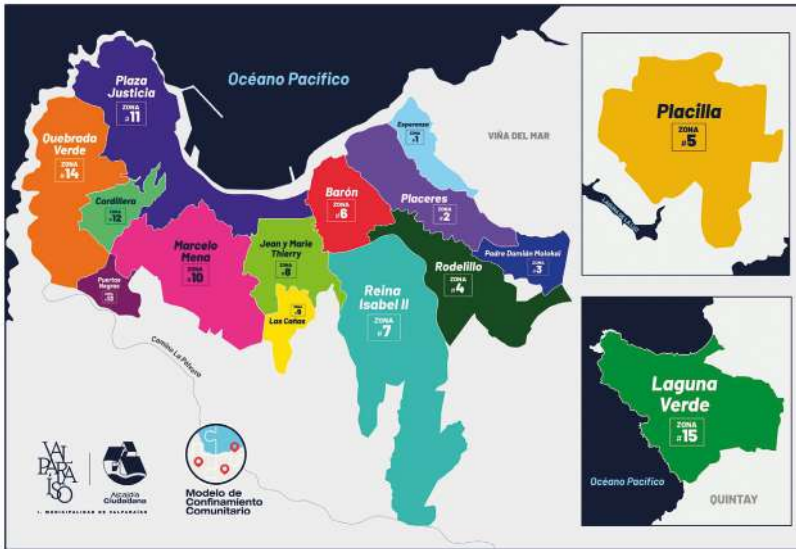 Océano Pacífico
Plaza
Justicia
ZONA
#11
Quebrada
Verde
ZONA
#14
Cordillera
ZONA
#12
Puertas
Negras
Marcelo
Mena
ZONA
#10
Jean y Marie
Thierry
ZONA
#8
Las Cañas
ZONA
#9
Barón
ZONA
#6
Esperanza
ZONA
#1
VIÑA DEL MAR
Placeres
ZONA
#2
Padre Damián Molokai
ZONA
#3
Rodelillo
ZONA
#4
Reina
Isabel II
ZONA
#7
Camino La Pólvora
VALPARAÍSO
I. MUNICIPALIDAD DE VALPARAÍSO
Alcaldía
Ciudadana
Modelo de
Confinamiento
Comunitario
Placilla
ZONA
#5
Laguna
Verde
ZONA
#15
Océano Pacífico
QUINTAY